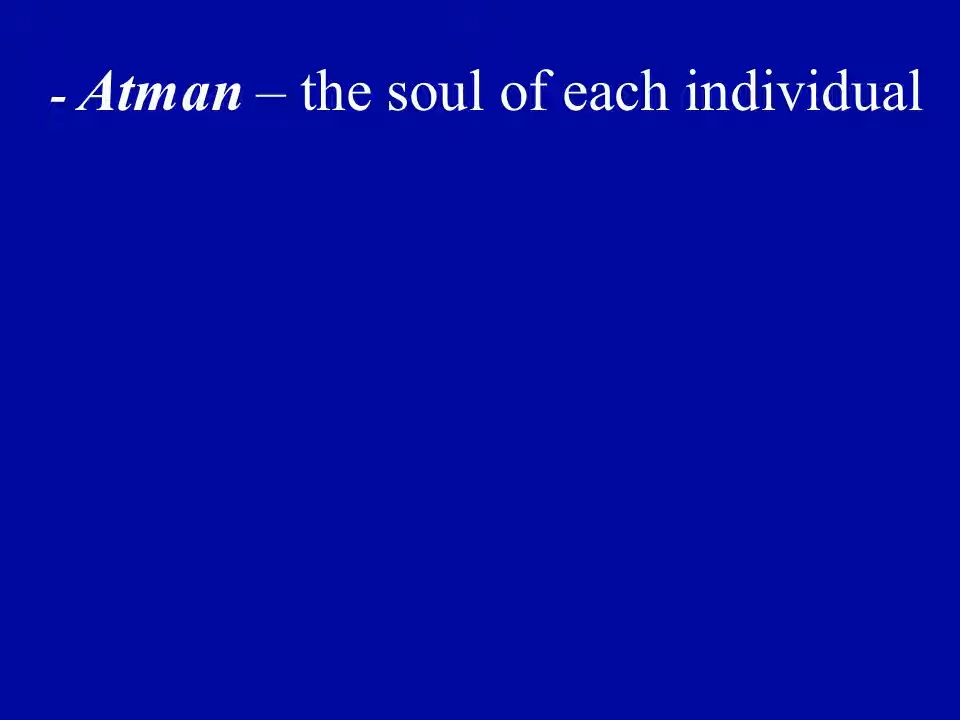 - Atman – the soul of each individual